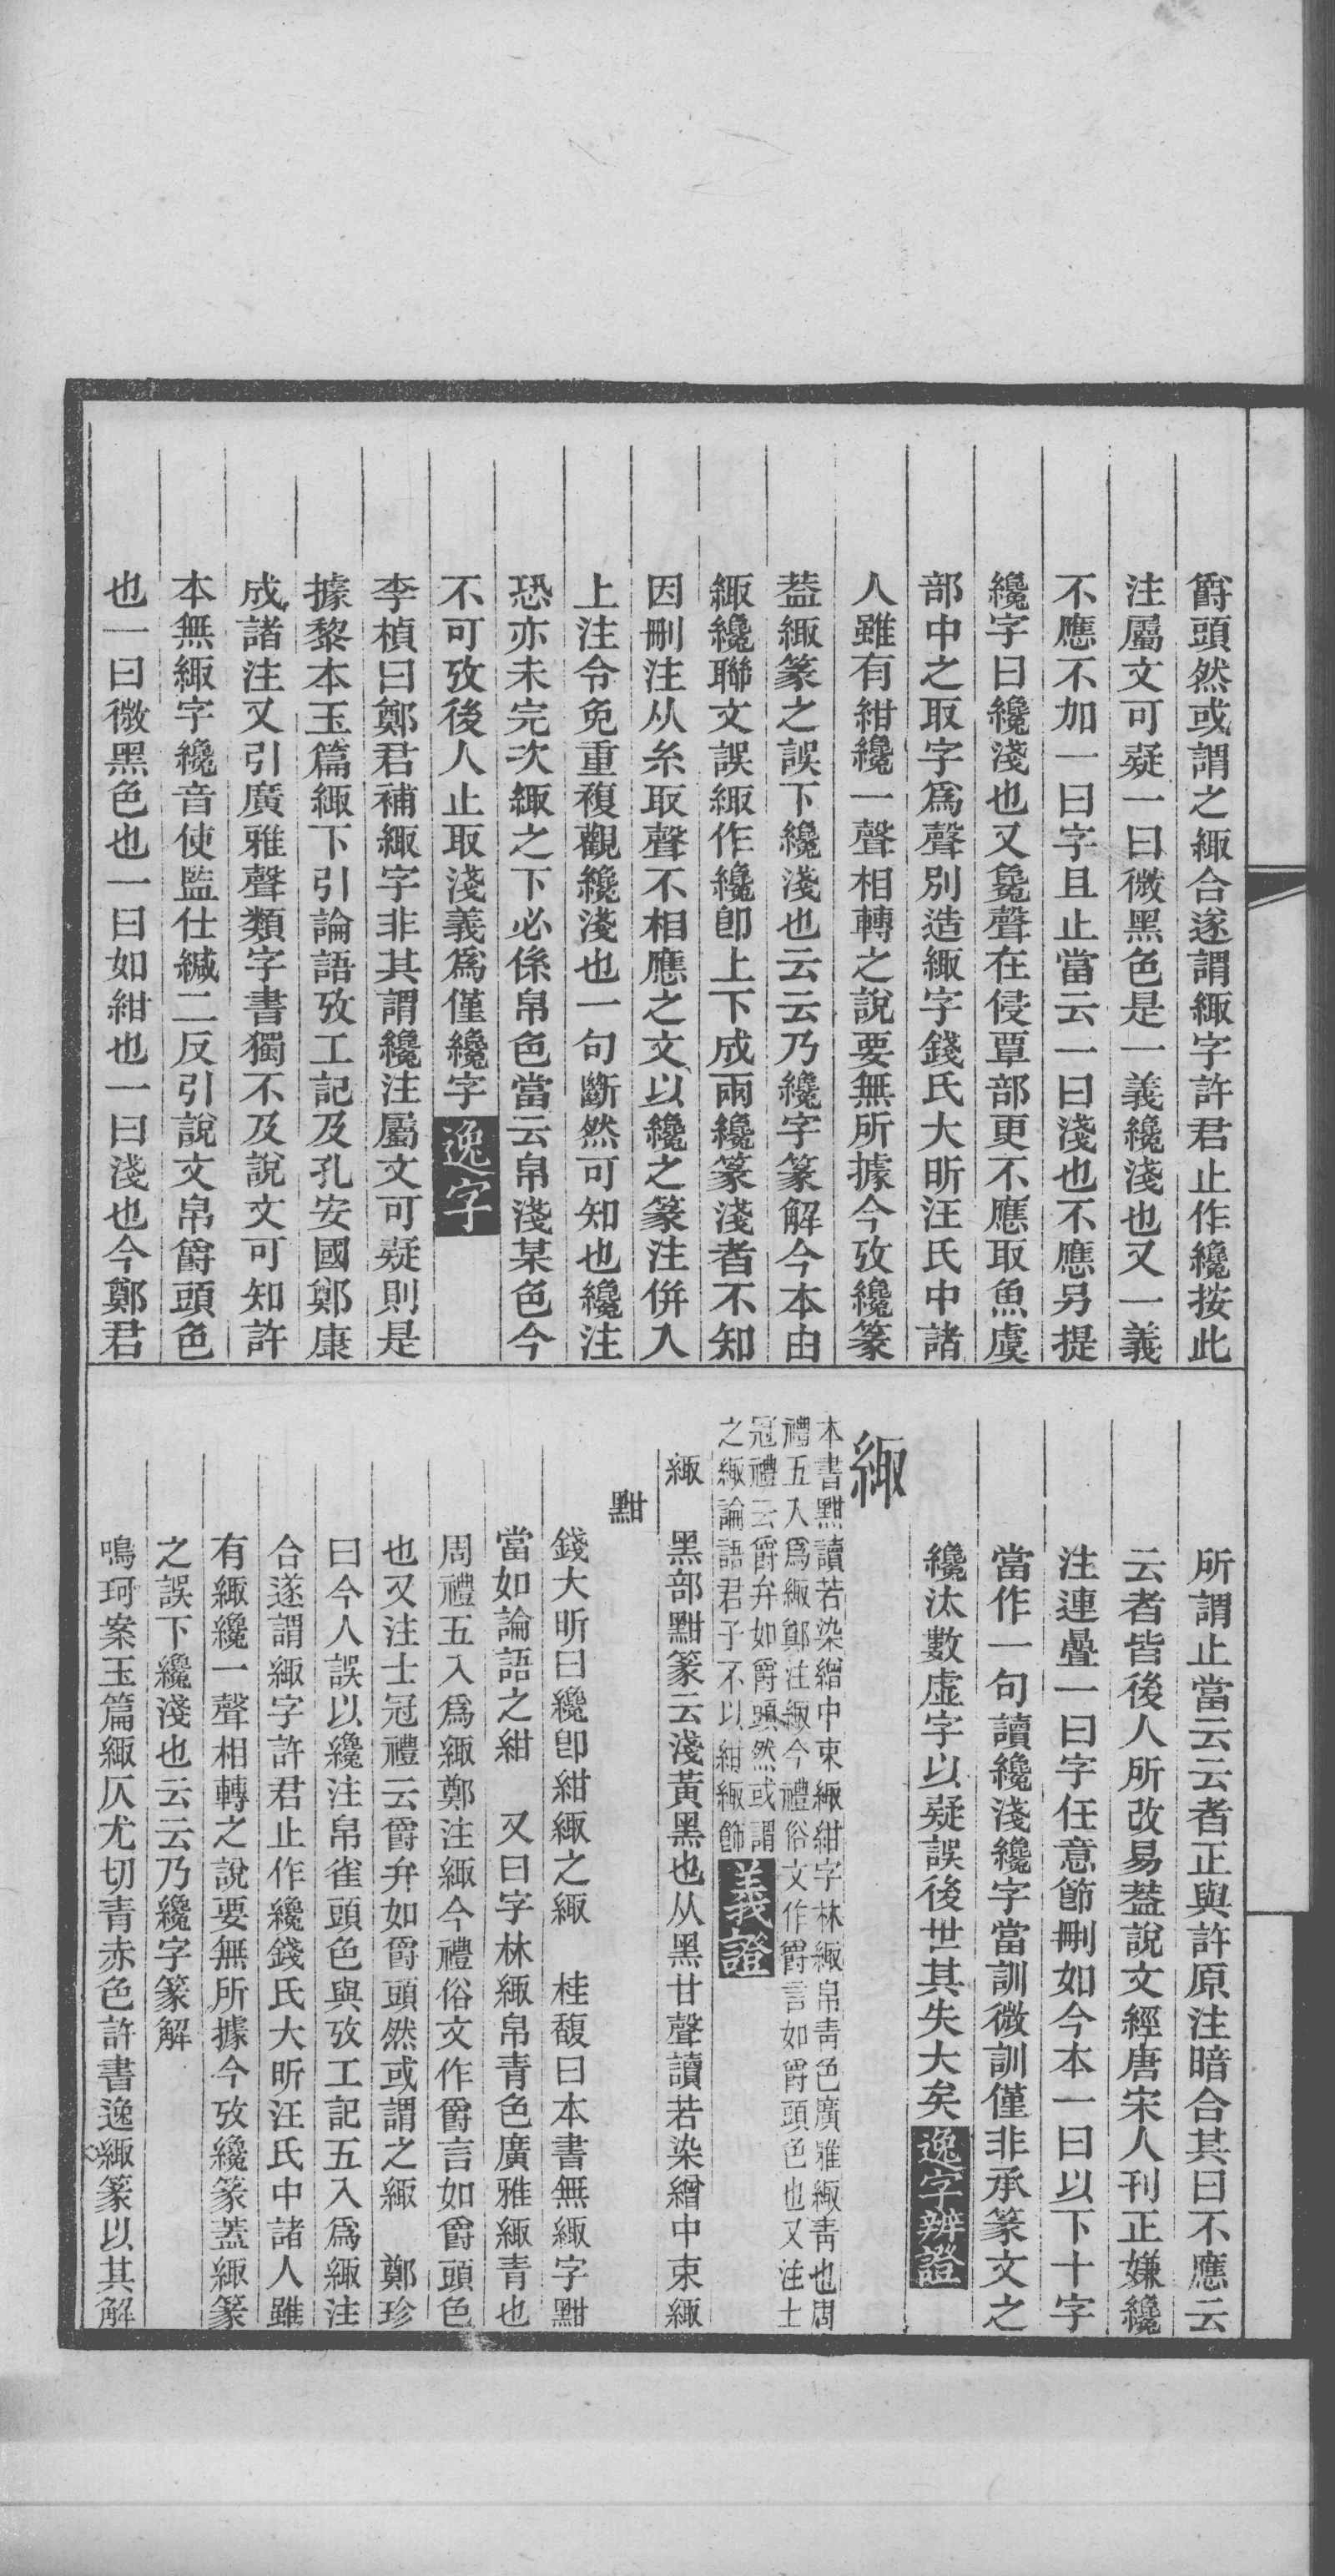 爵頭然或謂之緅合遂謂緅字許君止作纔按此
注屬文可疑一曰微黑色是一義纔淺也又一義
不應不加一曰字且止當云一曰淺也不應另提
纔字曰纔淺也又毚聲在侵覃部更不應取魚虞
部中之取字爲聲別造緅字錢氏大昕汪氏中諸
人雖有紺纔一聲相轉之說要無所據今攷纔篆
葢緅篆之誤下纔淺也云云乃纔字篆解今本由
緅纔聯文誤緅作纔卽上下成兩纔篆淺者不知
因刪注从糸取聲不相應之文以纔之篆注併入
上注令免重複觀纔淺也一句斷然可知也纔注
恐亦未完次緅之下必係帛色當云帛淺某色今
不可攷後人止取淺義爲僅纔字逸字
李楨曰鄭君補緅字非其謂纔注屬文可疑則是
據黎本玉篇緅下引論語攷工記及孔安國鄭康
成諸注又引廣雅聲類字書獨不及說文可知許
本無緅字纔音使監仕緘二反引說文帛爵頭色
也一曰微黑色也一曰如紺也一曰淺也今鄭君
所謂止當云云者正與許原注暗合其曰不應云
云者皆後人所改易葢說文經唐宋人刊正嫌纔
注連疊一曰字任意節刪如今本一曰以下十字
當作一句讀纔淺纔字當訓微訓僅非承篆文之
纔汰數虛字以疑誤後世其失大矣逸字辨證
緅
本書黚讀若染繒中束緅紺字林緅帛靑色廣雅緅靑也周
禮五入爲緅鄭注緅今禮俗文作爵言如爵頭色也又注士
冠禮云爵弁如爵頭然或謂
之緅論語君子不以紺緅飾義證
緅 黑部黚篆云淺黃黑也从黑甘聲讀若染繒中束緅
黚
錢大昕曰纔卽紺緅之緅 桂馥曰本書無緅字黚
當如論語之紺 又曰字林緅帛青色廣雅緅青也
周禮五入爲緅鄭注緅今禮俗文作爵言如爵頭色
也又注士冠禮云爵弁如爵頭然或謂之緅 鄭珍
曰今人誤以纔注帛雀頭色與攷工記五入爲緅注
合遂謂緅字許君止作纔錢氏大昕汪氏中諸人雖
有緅纔一聲相轉之說要無所據今攷纔篆蓋緅篆
之誤下纔淺也云云乃纔字篆解
鳴珂案玉篇緅仄尤切青赤色許書逸緅篆以其解